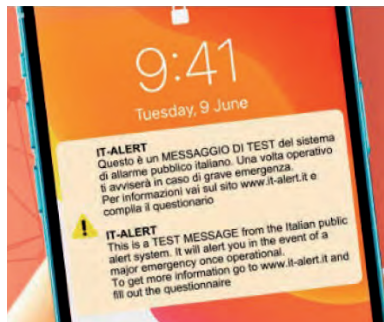 9:41
Tuesday, 9 June
IT-ALERT
Questo è un MESSAGGIO DI TEST del sistema
di allarme pubblico italiano. Una volta operativo
ti avviserà in caso di grave emergenza.
Per informazioni vai sul sito www.it-alert.it e
compila il questionario
IT-ALERT
This is a TEST MESSAGE from the Italian public
alert system. It will alert you in the event of a
major emergency once operational.
To get more information go to www.it-alert.it and
fill out the questionnaire